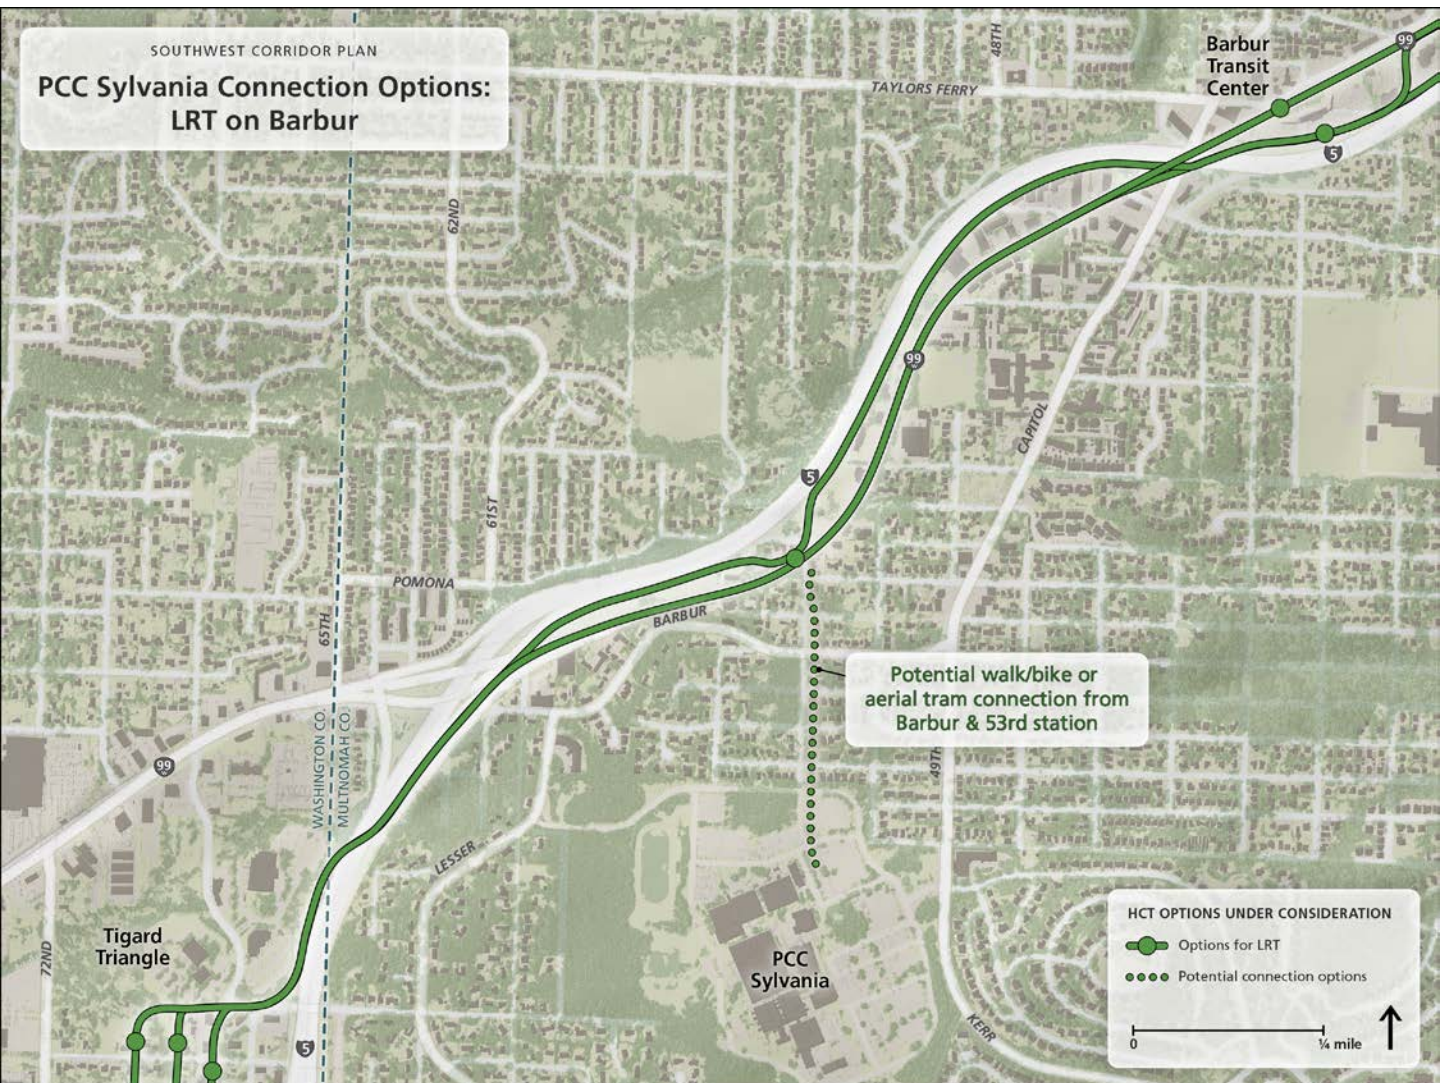 SOUTHWEST CORRIDOR PLAN
PCC Sylvania Connection Options:
LRT on Barbur
48TH
Barbur
Transit
Center
99
TAYLORS FERRY
5
62ND
99
CAPITOL
5
61ST
POMONA
BARBUR
65TH
Potential walk/bike or
aerial tram connection from
Barbur & 53rd station
WASHINGTON CO.
MULTNOMAH CO.
99
49TH
LESSER
72ND
Tigard
Triangle
PCC
Sylvania
KERR
5
HCT OPTIONS UNDER CONSIDERATION
Options for LRT
Potential connection options
0
¼ mile